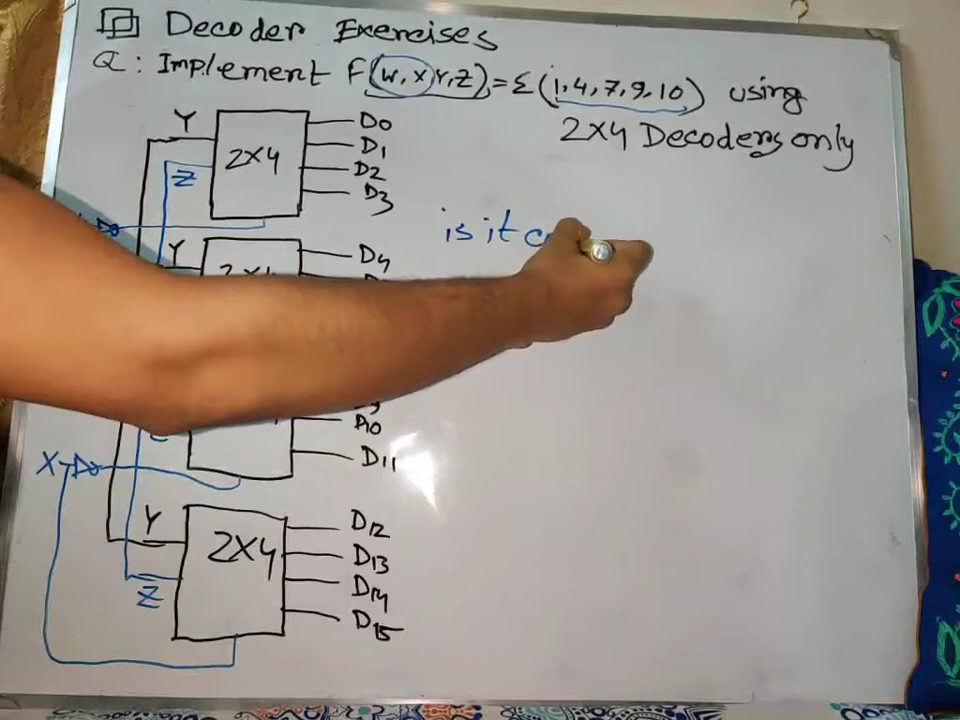 Decoder Exercises
Q: Implement F(W,X,Y,Z)=Σ(1,4,7,9,10) using
2X4 Decoders only
Y 2X4 D0
D1
Z D2
D3
is it
Y 2X4 D4
D10
X D11
Y 2X4 D12
D13
Z D14
D15